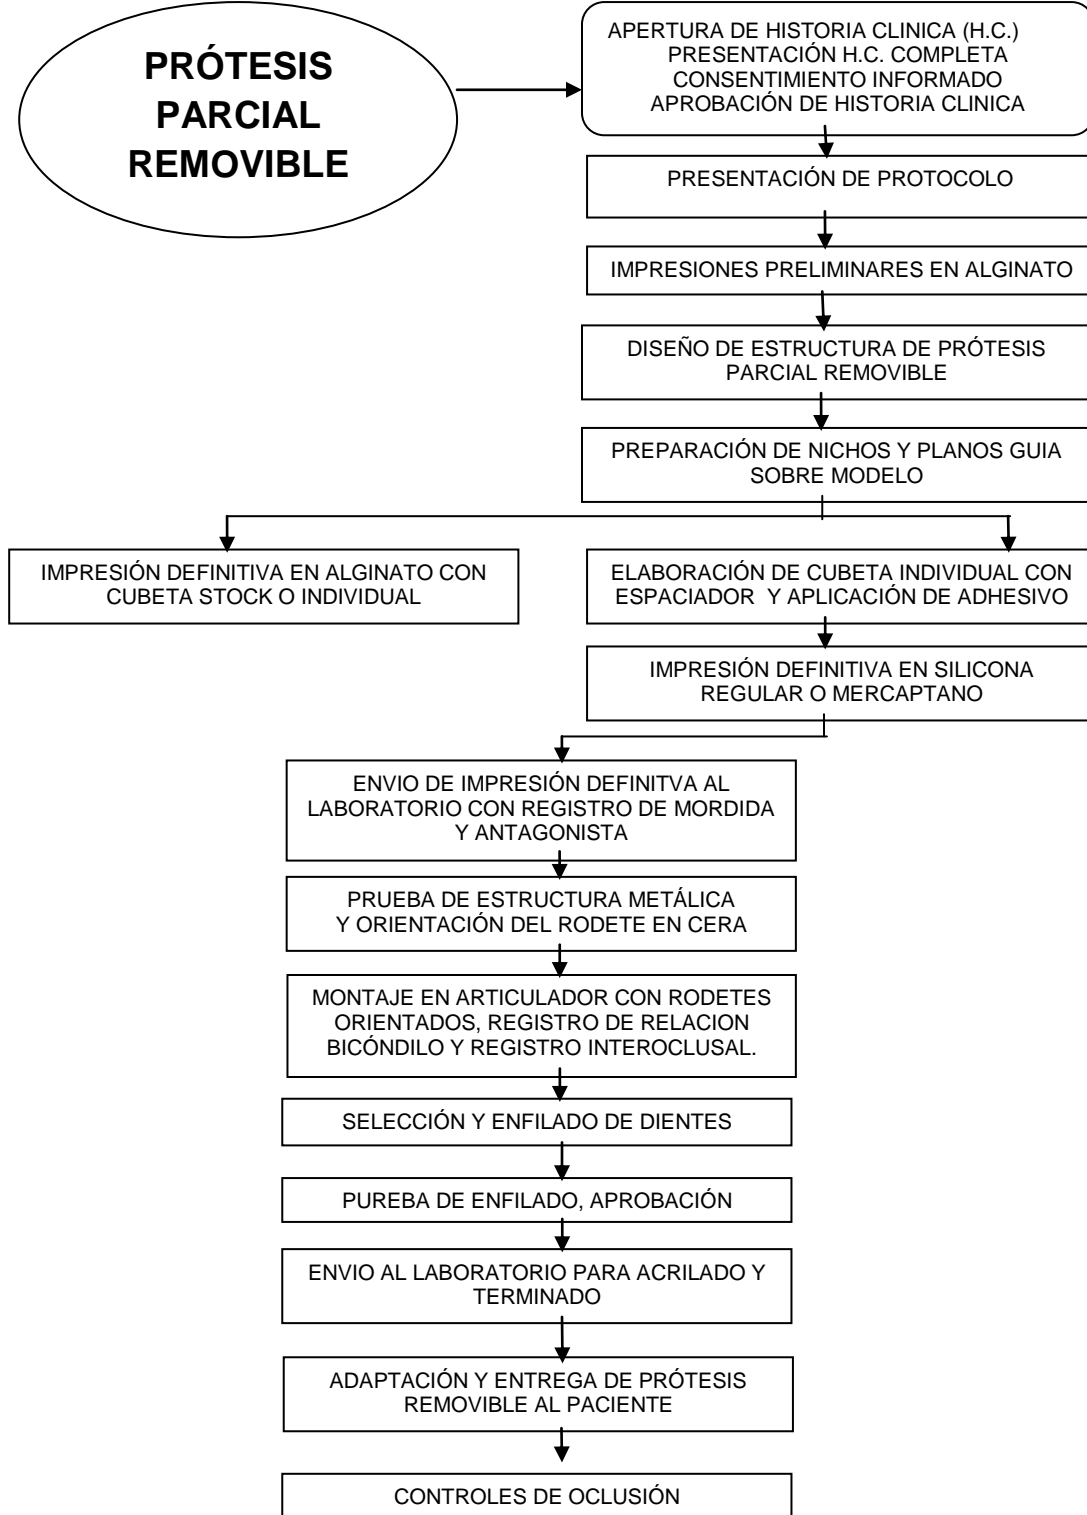 PRÓTESIS
PARCIAL
REMOVIBLE
APERTURA DE HISTORIA CLINICA (H.C.)
PRESENTACIÓN H.C. COMPLETA
CONSENTIMIENTO INFORMADO
APROBACIÓN DE HISTORIA CLINICA
PRESENTACIÓN DE PROTOCOLO
IMPRESIONES PRELIMINARES EN ALGINATO
DISEÑO DE ESTRUCTURA DE PRÓTESIS
PARCIAL REMOVIBLE
PREPARACIÓN DE NICHOS Y PLANOS GUIA
SOBRE MODELO
IMPRESIÓN DEFINITIVA EN ALGINATO CON
CUBETA STOCK O INDIVIDUAL
ELABORACIÓN DE CUBETA INDIVIDUAL CON
ESPACIADOR Y APLICACIÓN DE ADHESIVO
IMPRESIÓN DEFINITIVA EN SILICONA
REGULAR O MERCAPTANO
ENVIO DE IMPRESIÓN DEFINITVA AL
LABORATORIO CON REGISTRO DE MORDIDA
Y ANTAGONISTA
PRUEBA DE ESTRUCTURA METÁLICA
Y ORIENTACIÓN DEL RODETE EN CERA
MONTAJE EN ARTICULADOR CON RODETES
ORIENTADOS, REGISTRO DE RELACION
BICÓNDILO Y REGISTRO INTEROCLUSAL.
SELECCIÓN Y ENFILADO DE DIENTES
PUREBA DE ENFILADO, APROBACIÓN
ENVIO AL LABORATORIO PARA ACRILADO Y
TERMINADO
ADAPTACIÓN Y ENTREGA DE PRÓTESIS
REMOVIBLE AL PACIENTE
CONTROLES DE OCLUSIÓN